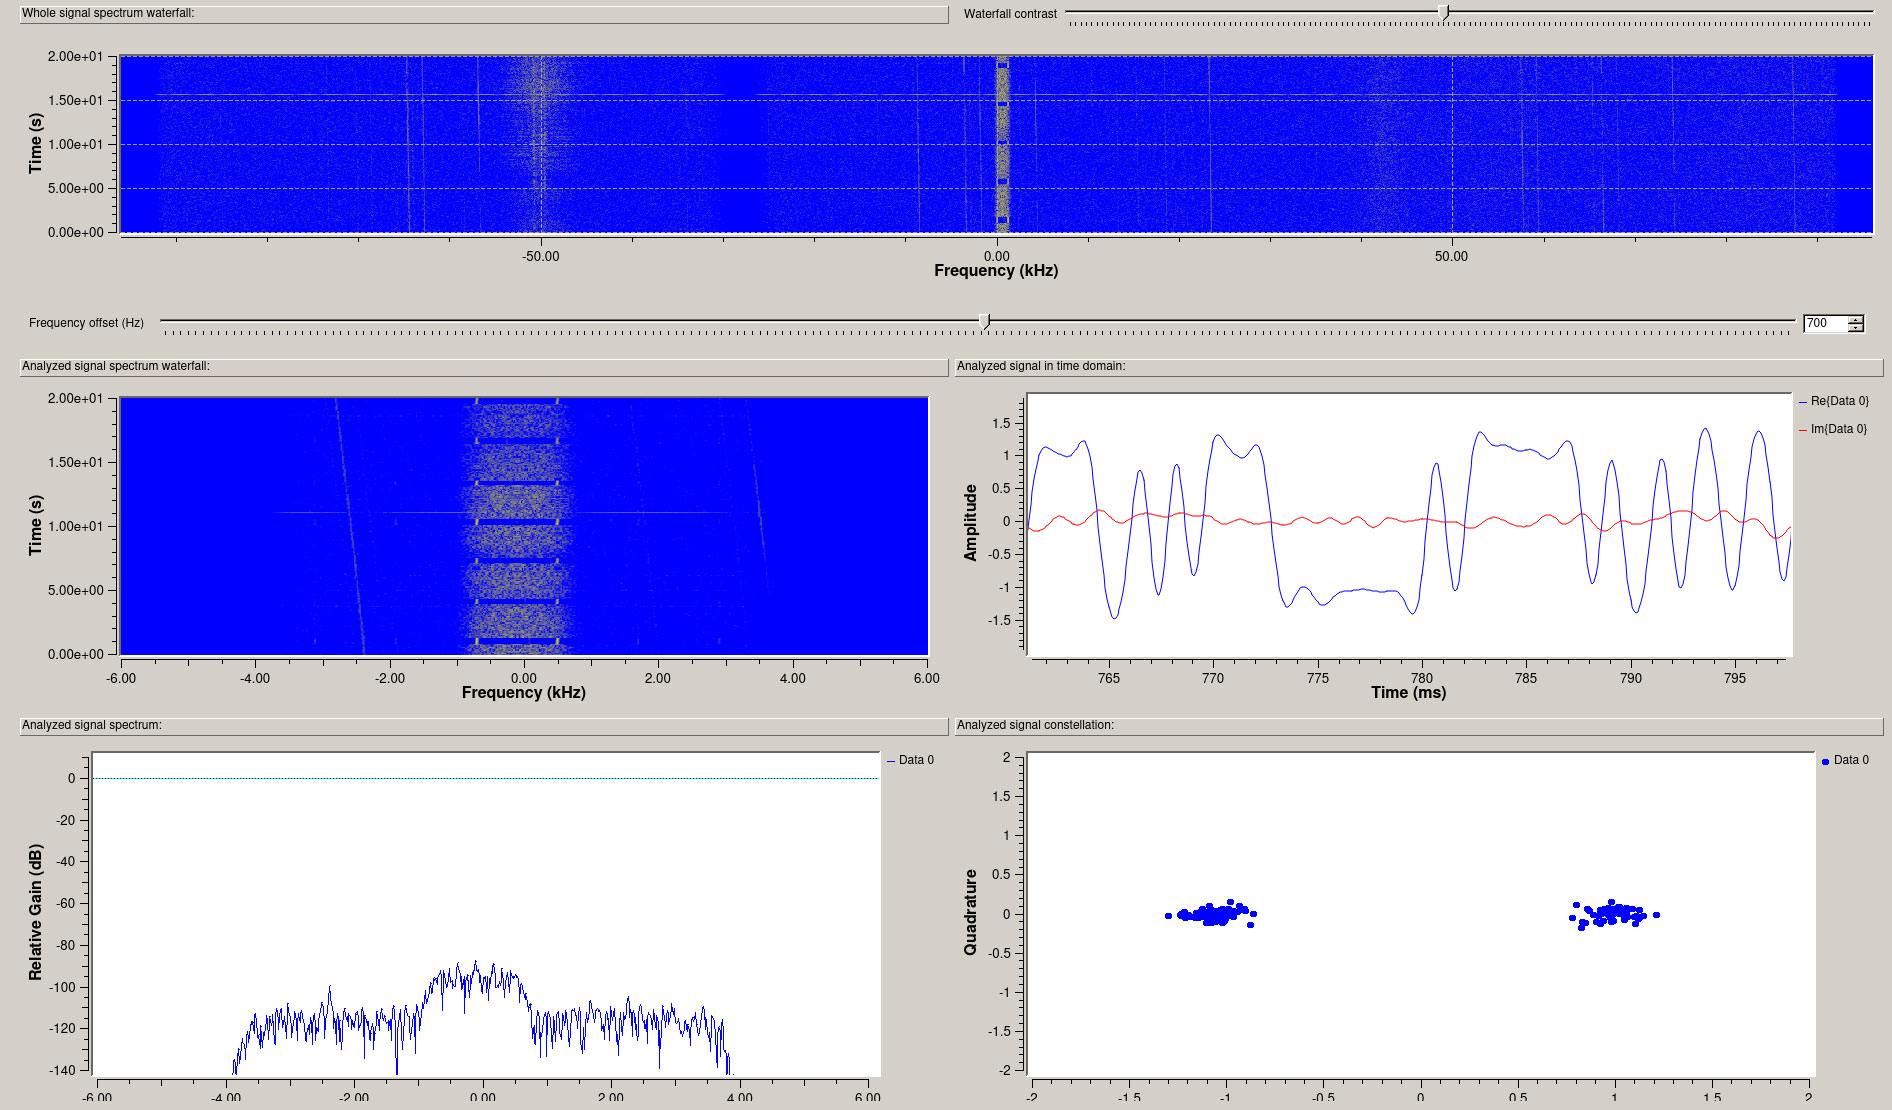 Whole signal spectrum waterfall:
Waterfall contrast
2.00e+01
1.50e+01
1.00e+01
5.00e+00
0.00e+00
Time (s)
-50.00
0.00
50.00
Frequency (kHz)
Frequency offset (Hz)
700
Analyzed signal spectrum waterfall:
2.00e+01
1.50e+01
1.00e+01
5.00e+00
0.00e+00
Time (s)
-6.00
-4.00
-2.00
0.00
2.00
4.00
6.00
Frequency (kHz)
Analyzed signal in time domain:
Re{Data 0}
Im{Data 0}
1.5
1
0.5
0
-0.5
-1
-1.5
Amplitude
765
770
775
780
785
790
795
Time (ms)
Analyzed signal spectrum:
Data 0
0
-20
-40
-60
-80
-100
-120
-140
Relative Gain (dB)
-6.00
-4.00
-2.00
0.00
2.00
4.00
6.00
Analyzed signal constellation:
Data 0
2
1.5
1
0.5
0
-0.5
-1
-1.5
-2
Quadrature
-2
-1.5
-1
-0.5
0
0.5
1
1.5
2